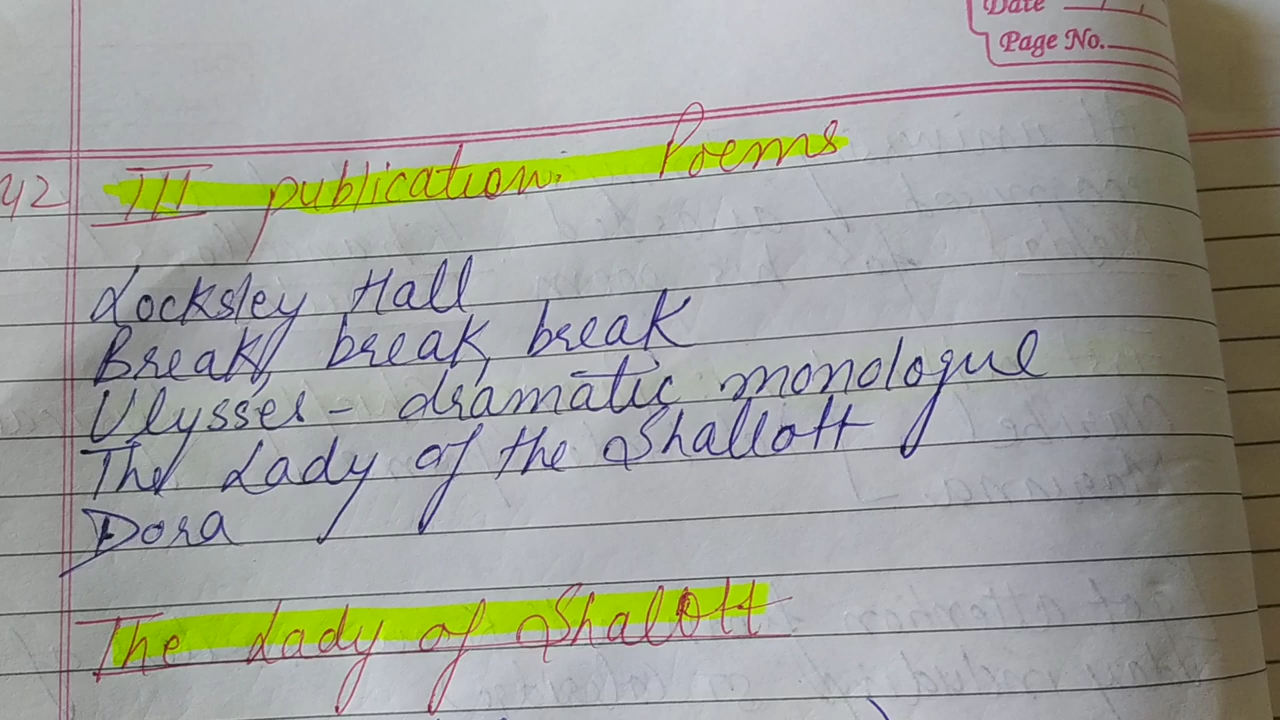 Date
Page No.
42 III publication. Poems
Locksley Hall
Break, break, break
Ulysses - dramatic monologue
The Lady of the Shallott
Dora
The Lady of Shalott